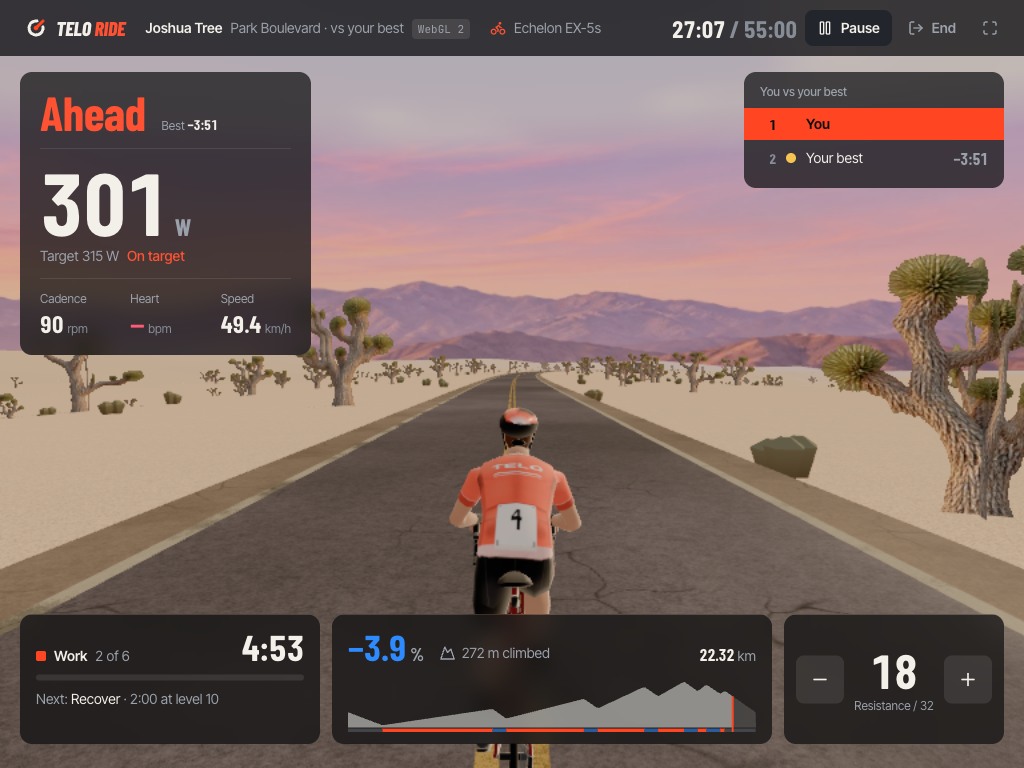 TELO RIDE Joshua Tree Park Boulevard · vs your best WebGL 2 Echelon EX-5s 27:07 / 55:00 Pause End
Ahead Best −3:51
301 W
Target 315 W On target
Cadence Heart Speed
90 rpm — bpm 49.4 km/h
You vs your best
1 You
2 Your best −3:51
TELO
4
Work 2 of 6 4:53
Next: Recover · 2:00 at level 10
−3.9 % 272 m climbed 22.32 km
− 18 +
Resistance / 32